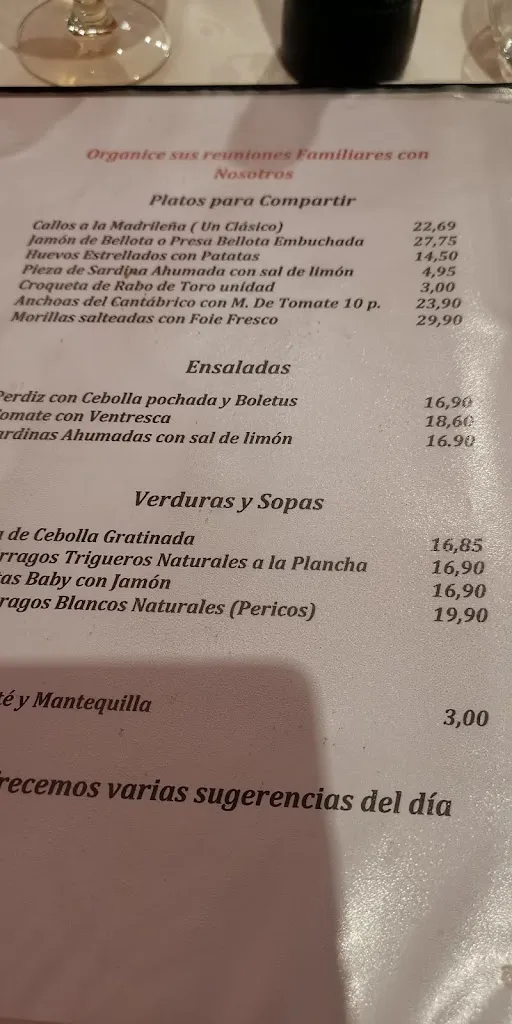 Organice sus reuniones Familiares con
Nosotros
Platos para Compartir
Callos a la Madrileña ( Un Clásico) 22,69
Jamón de Bellota o Presa Bellota Embuchada 27,75
Huevos Estrellados con Patatas 14,50
Pieza de Sardina Ahumada con sal de limón 4,95
Croqueta de Rabo de Toro unidad 3,00
Anchoas del Cantábrico con M. De Tomate 10 p. 23,90
Morillas salteadas con Foie Fresco 29,90
Ensaladas
Perdiz con Cebolla pochada y Boletus 16,90
omate con Ventresca 18,60
ardinas Ahumadas con sal de limón 16.90
Verduras y Sopas
de Cebolla Gratinada 16,85
rragos Trigueros Naturales a la Plancha 16,90
as Baby con Jamón 16,90
ragos Blancos Naturales (Pericos) 19,90
té y Mantequilla 3,00
recemos varias sugerencias del día